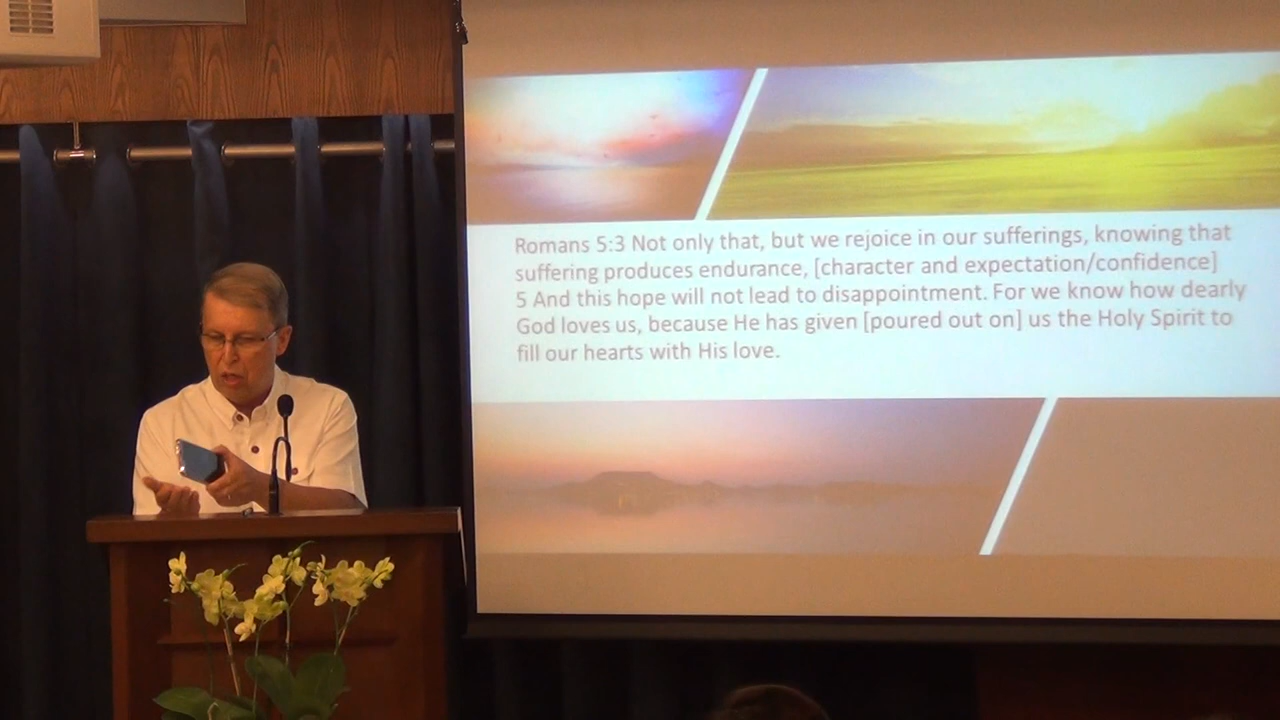 Romans 5:3 Not only that, but we rejoice in our sufferings, knowing that
suffering produces endurance, [character and expectation/confidence]
5 And this hope will not lead to disappointment. For we know how dearly
God loves us, because He has given [poured out on] us the Holy Spirit to
fill our hearts with His love.